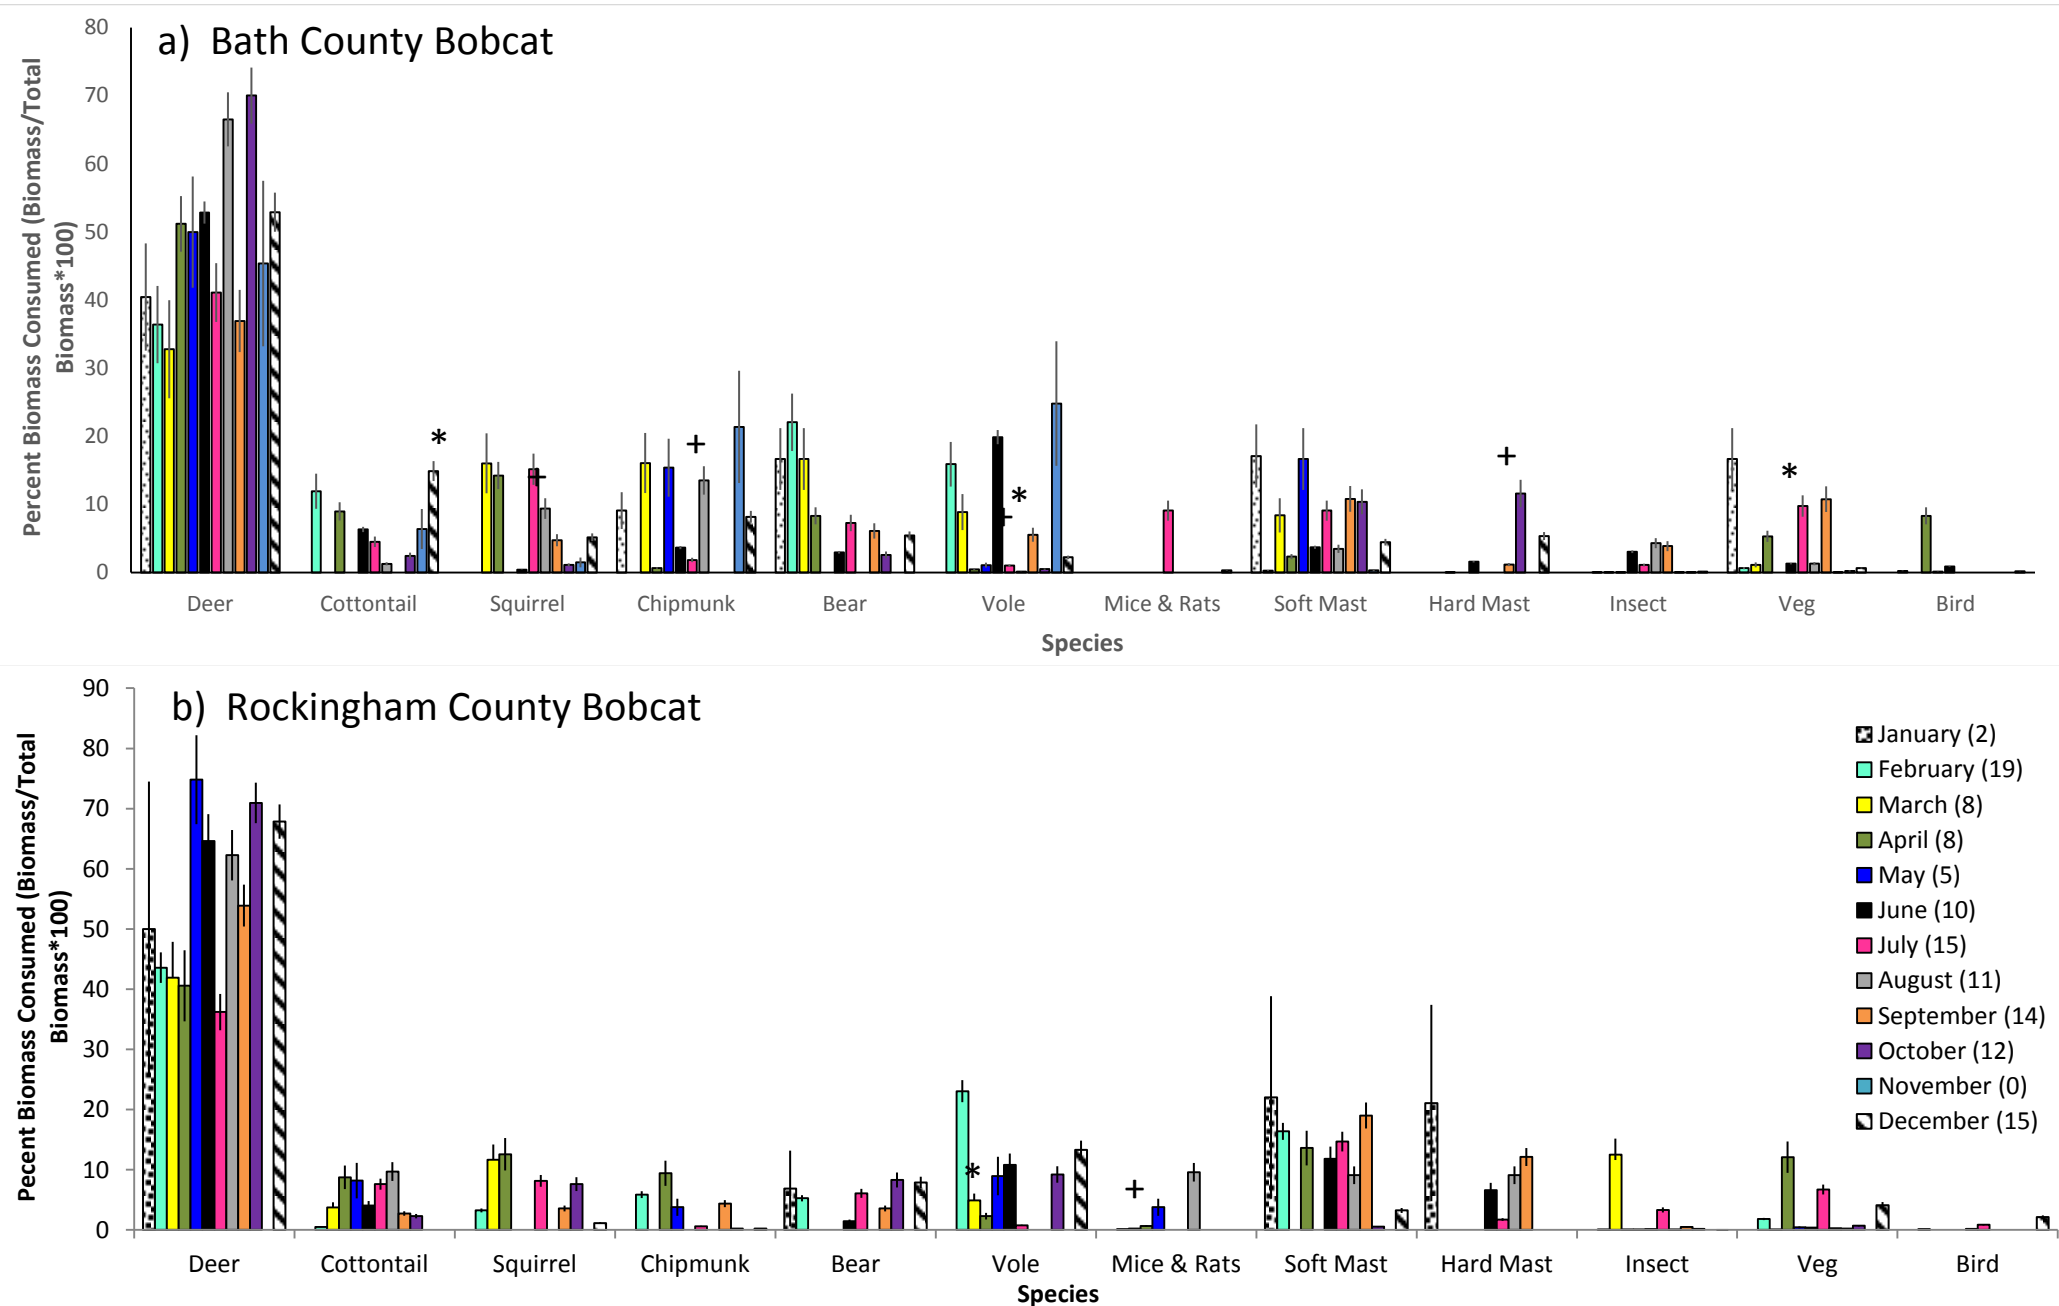 a) Bath County Bobcat
Percent Biomass Consumed (Biomass/Total
Biomass*100)
80
70
60
50
40
30
20
10
0
*
+
+
+
*
+
*
Deer Cottontail Squirrel Chipmunk Bear Vole Mice & Rats Soft Mast Hard Mast Insect Veg Bird
Species
b) Rockingham County Bobcat
Pecent Biomass Consumed (Biomass/Total
Biomass*100)
90
80
70
60
50
40
30
20
10
0
*
+
January (2)
February (19)
March (8)
April (8)
May (5)
June (10)
July (15)
August (11)
September (14)
October (12)
November (0)
December (15)
Deer Cottontail Squirrel Chipmunk Bear Vole Mice & Rats Soft Mast Hard Mast Insect Veg Bird
Species